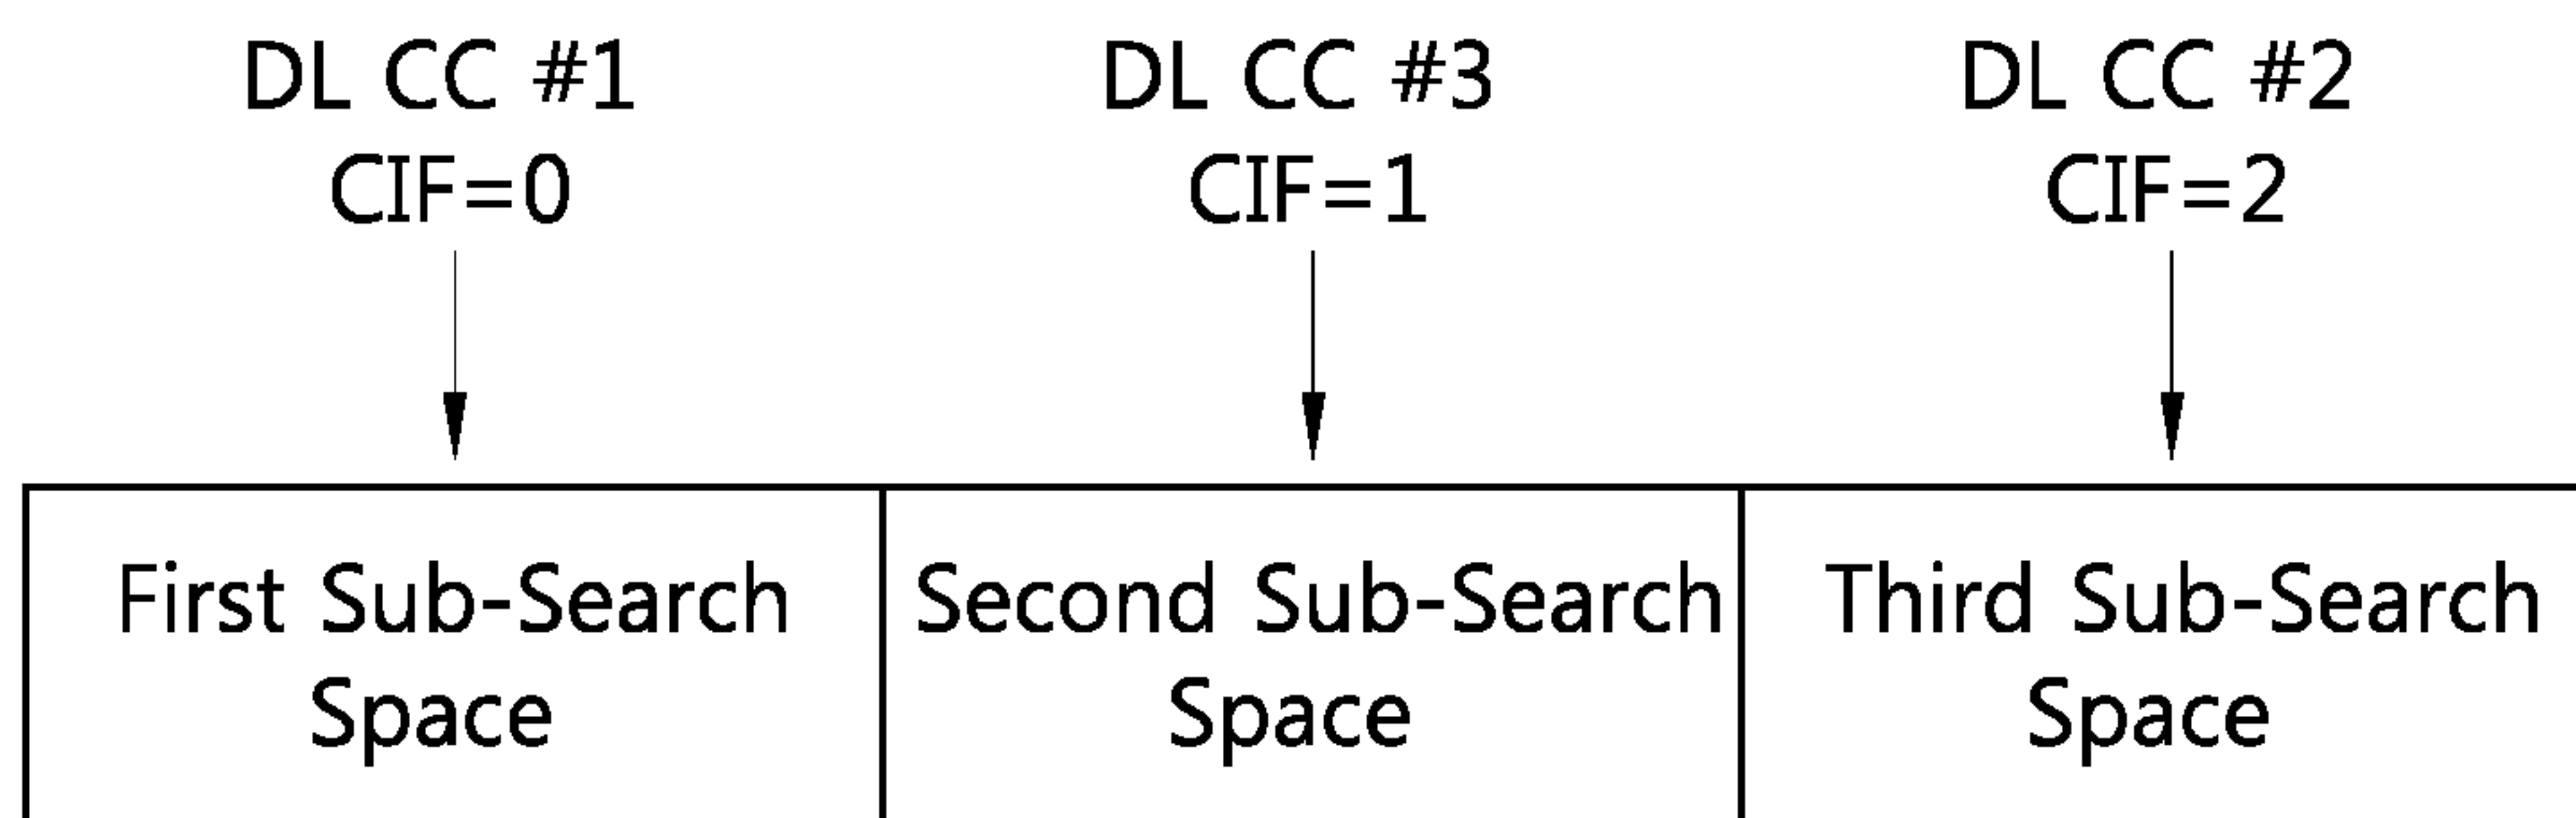 DL CC #1
CIF=0
DL CC #3
CIF=1
DL CC #2
CIF=2
First Sub-Search
Space
Second Sub-Search
Space
Third Sub-Search
Space